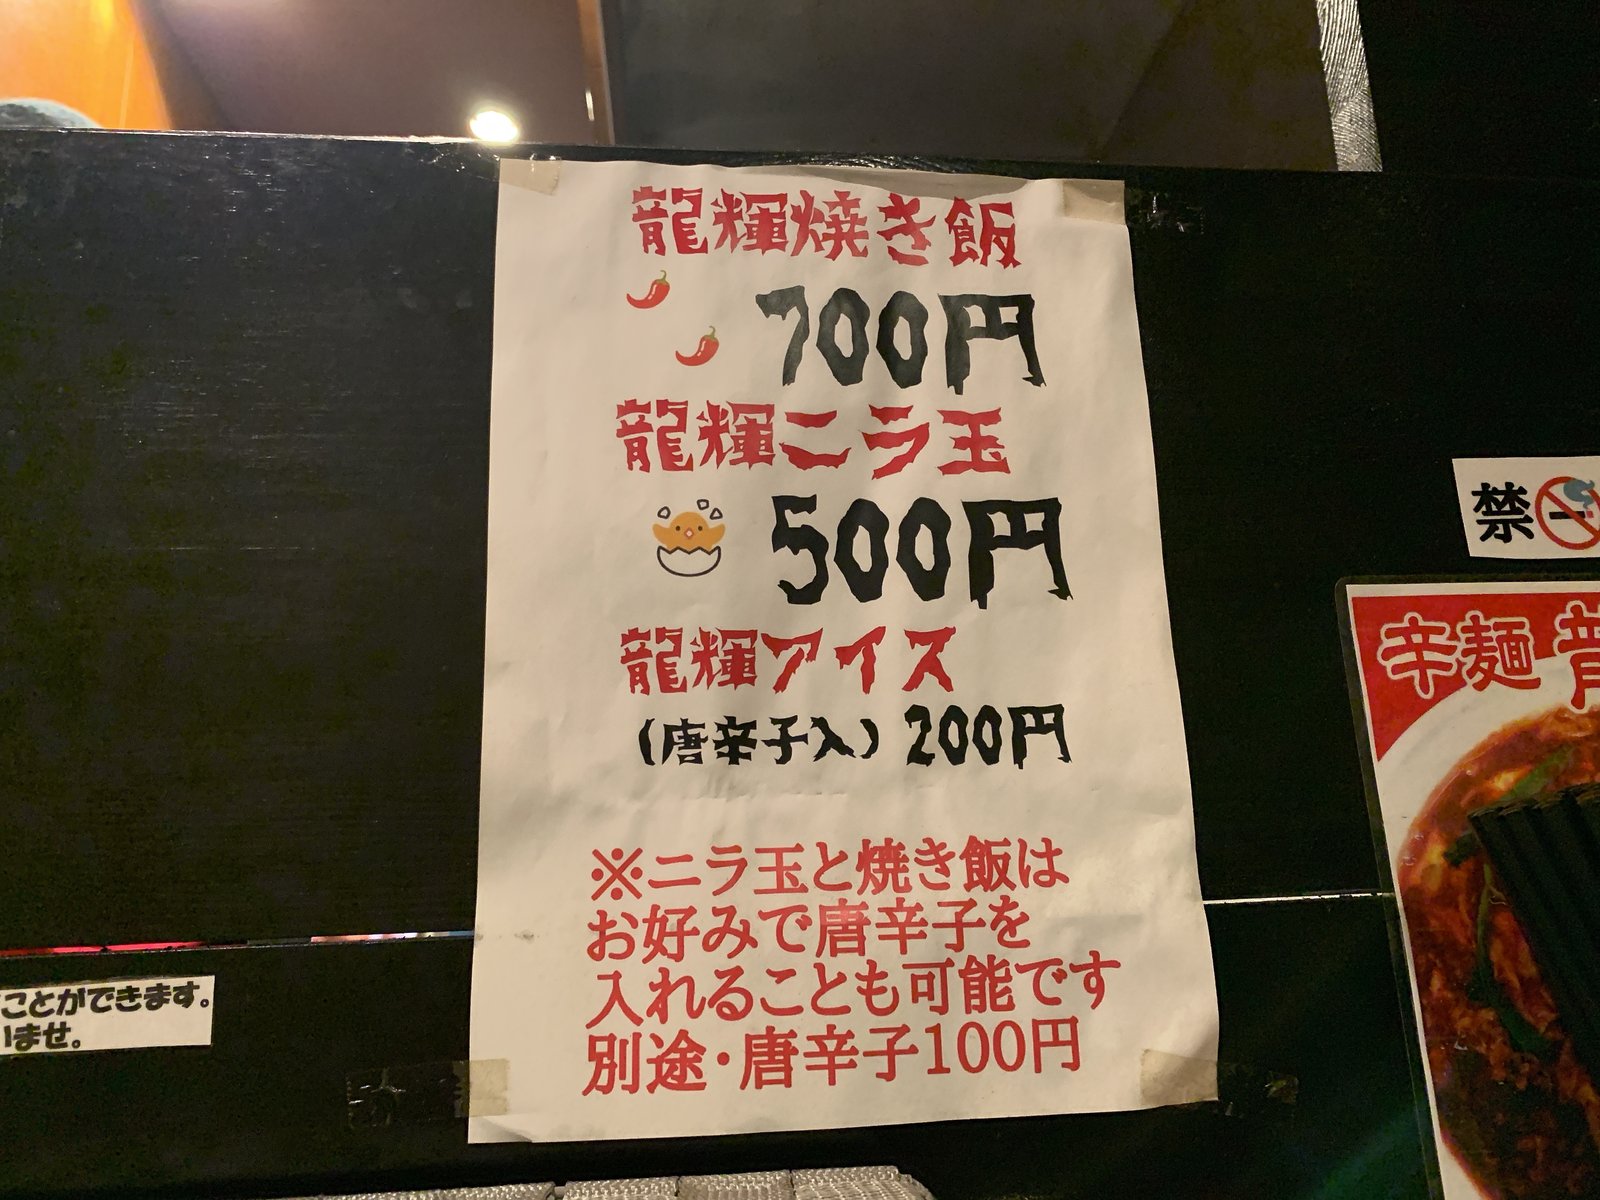 龍輝焼き飯
700円
龍輝ニラ玉
500円
龍輝アイス
(唐辛子入) 200円
※ニラ玉と焼き飯は
お好みで唐辛子を
入れることも可能です
別途・唐辛子100円
ことができます。
いませ。
禁
辛麺